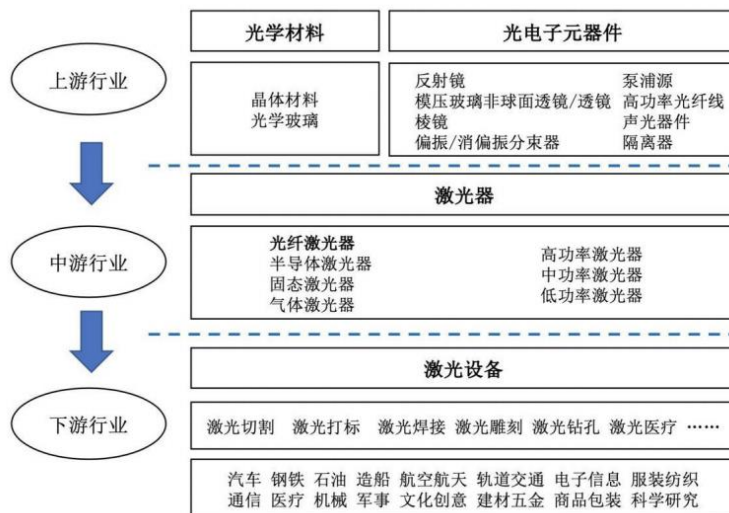 光学材料
光电子元器件
上游行业
晶体材料
光学玻璃
反射镜
模压玻璃非球面透镜/透镜
棱镜
偏振/消偏振分束器
泵浦源
高功率光纤线
声光器件
隔离器
激光器
中游行业
光纤激光器
半导体激光器
固态激光器
气体激光器
高功率激光器
中功率激光器
低功率激光器
激光设备
下游行业
激光切割 激光打标 激光焊接 激光雕刻 激光钻孔 激光医疗 ……
汽车 钢铁 石油 造船 航空航天 轨道交通 电子信息 服装纺织
通信 医疗 机械 军事 文化创意 建材五金 商品包装 科学研究